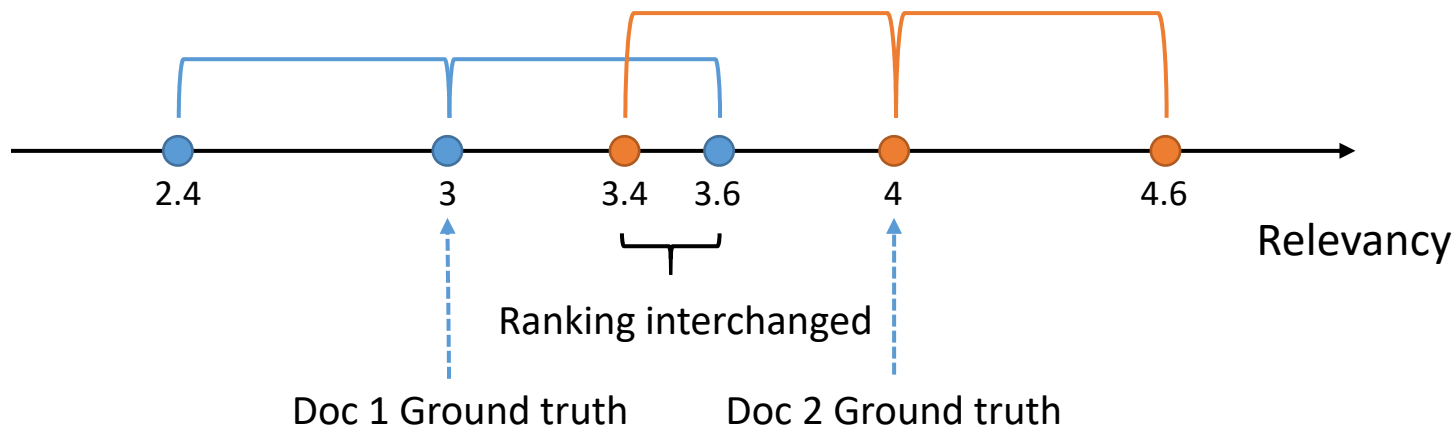 2.4 3 3.4 3.6 4 4.6
Relevancy
Ranking interchanged
Doc 1 Ground truth Doc 2 Ground truth